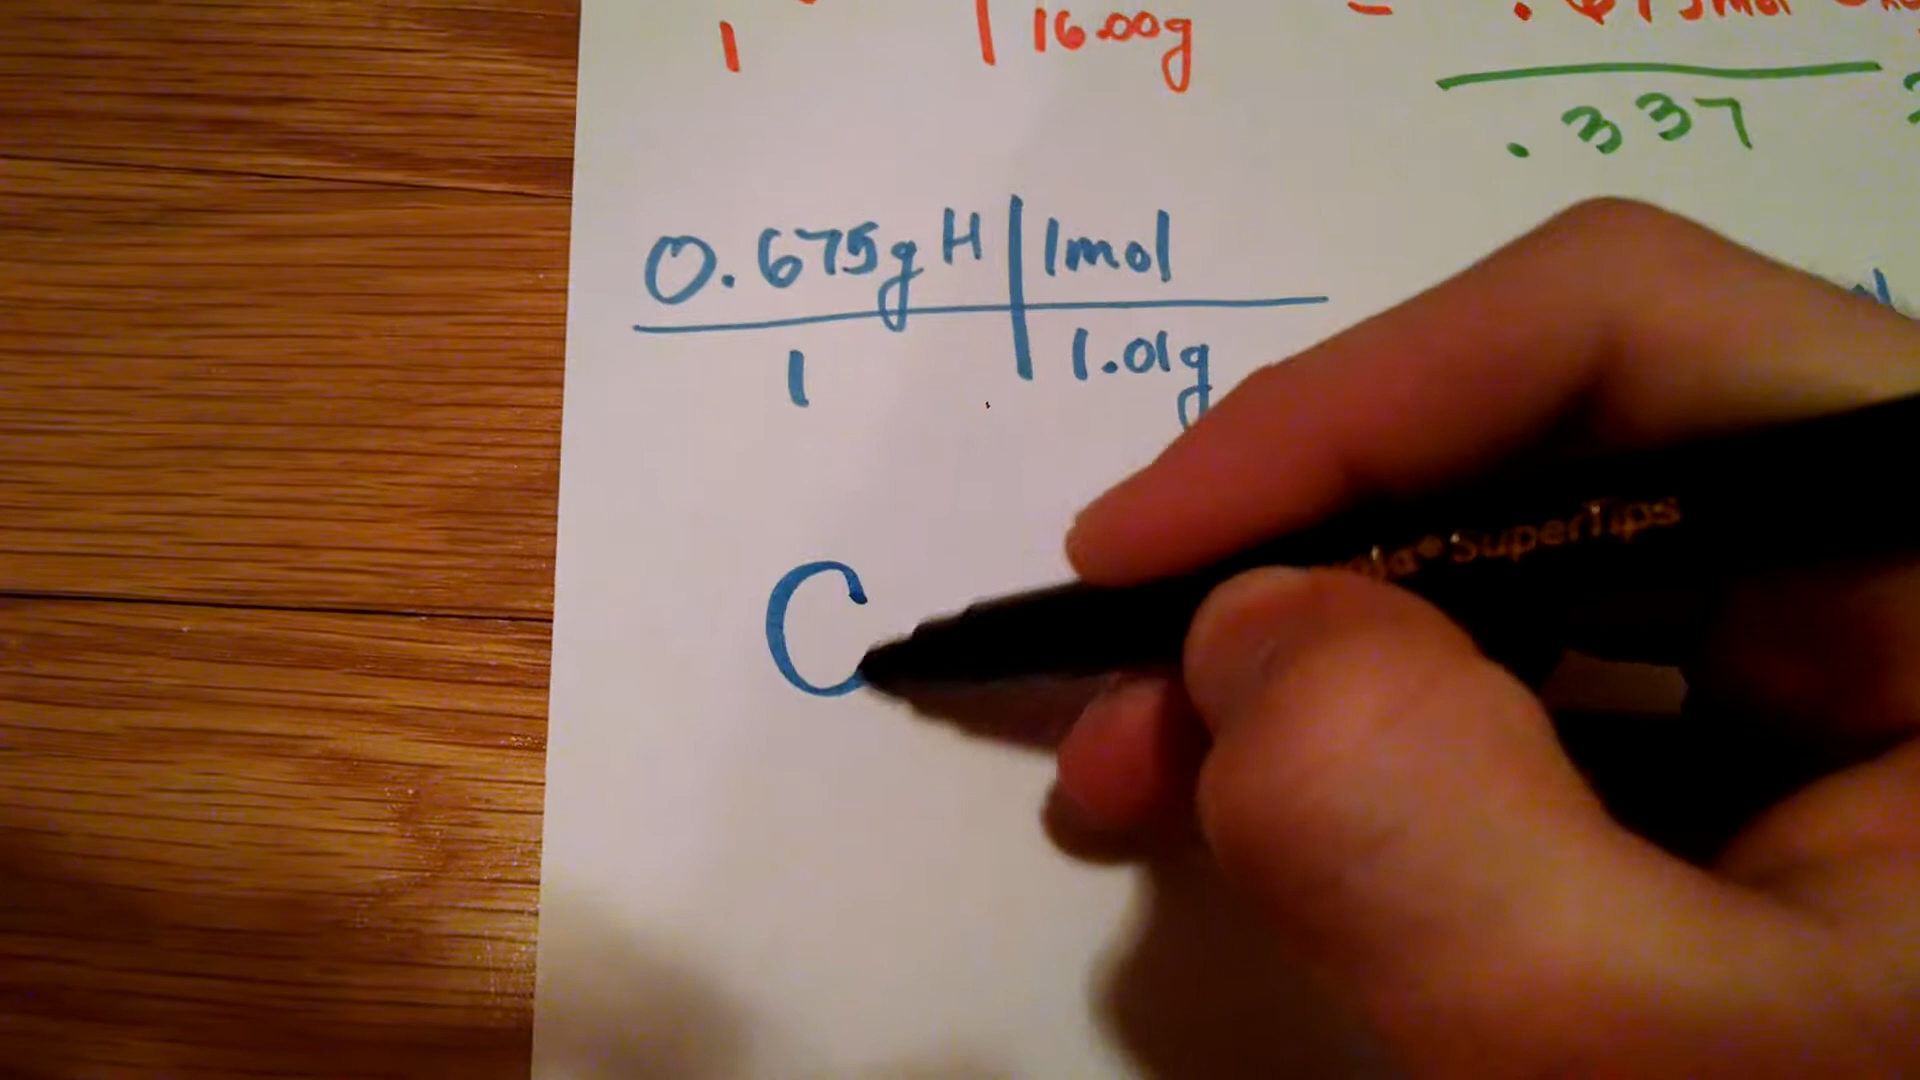 1 16.00g
.337
0.675g H 1mol
1 1.01g
C
SuperTips